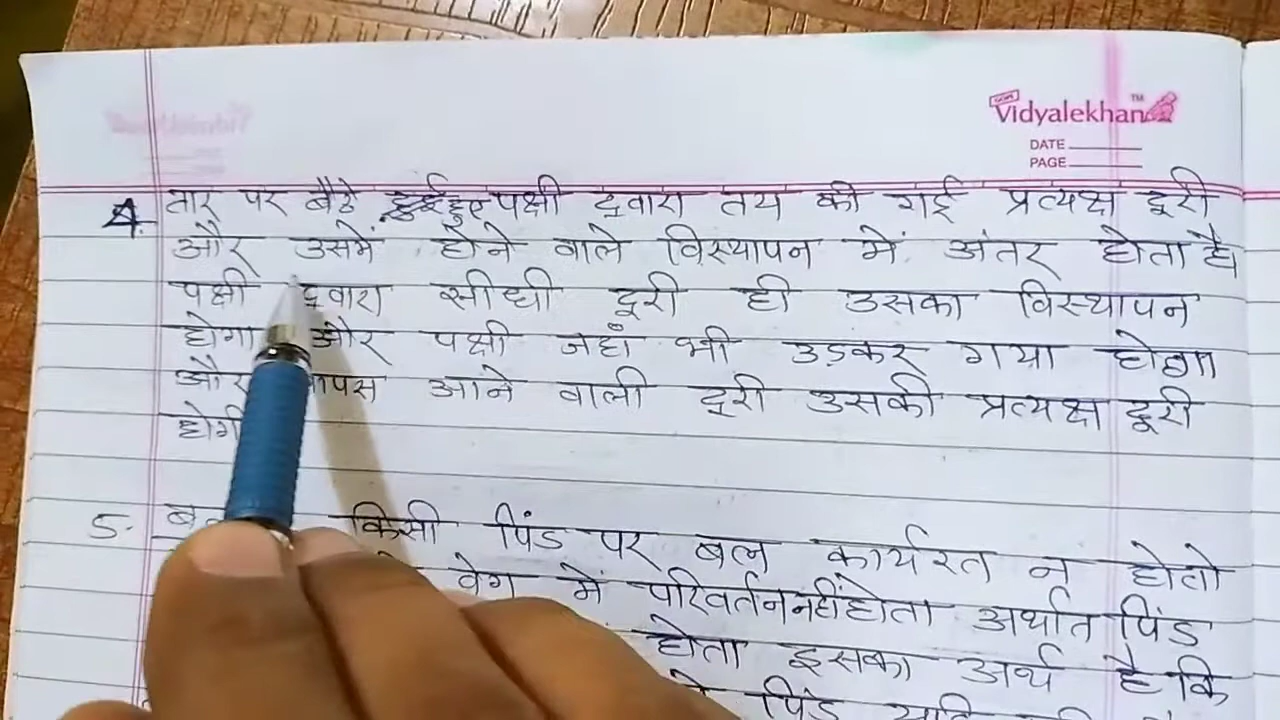 Vidyalekhan™
DATE
PAGE
4. तार पर बैठे हुए पक्षी द्वारा तय की गई प्रत्यक्ष दूरी
और उसमें होने वाले विस्थापन में अंतर होता है
पक्षी द्वारा सीधी दूरी ही उसका विस्थापन
होगा और पक्षी जहाँ भी उड़कर गया होगा
और वापस आने वाली दूरी उसकी प्रत्यक्ष दूरी
होगी
5. किसी पिंड पर बल कार्यरत न होतो
वेग में परिवर्तन नहीं होता अर्थात पिंड
होता इसका अर्थ है कि
पिंड यदि